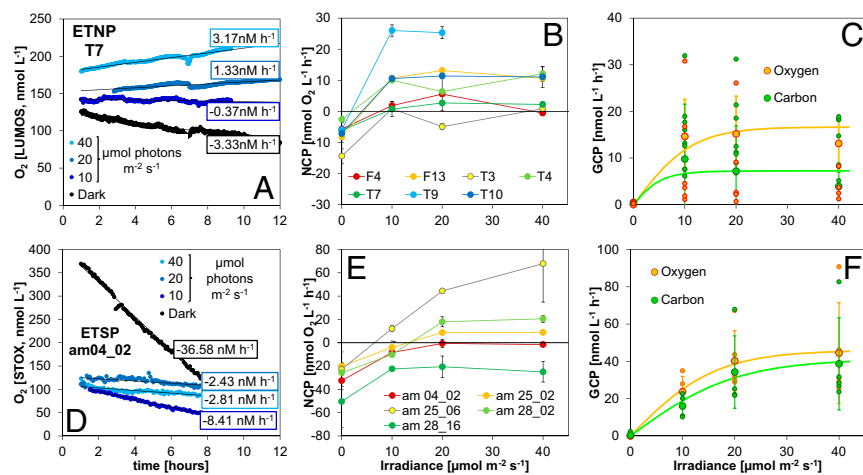 O₂ [LUMOS, nmol L⁻¹]
250
200
150
100
50
0
ETNP
T7
3.17nM h⁻¹
1.33nM h⁻¹
-0.37nM h⁻¹
-3.33nM h⁻¹
40
20
10
Dark
μmol photons
m⁻² s⁻¹
A
0 2 4 6 8 10 12
NCP [nmol O₂ L⁻¹ h⁻¹]
30
20
10
0
-10
-20
-30
B
F4 F13 T3 T4
T7 T9 T10
0 10 20 30 40
GCP [nmol L⁻¹ h⁻¹]
40
30
20
10
0
C
Oxygen
Carbon
0 10 20 30 40
O₂ [STOX, nmol L⁻¹]
400
350
300
250
200
150
100
50
0
40
20
10
Dark
μmol
photons
m⁻² s⁻¹
ETSP
am04_02
-36.58 nM h⁻¹
-2.43 nM h⁻¹
-2.81 nM h⁻¹
-8.41 nM h⁻¹
D
0 2 4 6 8 10 12
time [hours]
NCP [nmol O₂ L⁻¹ h⁻¹]
80
60
40
20
0
-20
-40
-60
-80
E
am 04_02 am 25_02
am 25_06 am 28_02
am 28_16
0 10 20 30 40
Irradiance [μmol m⁻² s⁻¹]
GCP [nmol L⁻¹ h⁻¹]
100
80
60
40
20
0
F
Oxygen
Carbon
0 10 20 30 40
Irradiance [μmol m⁻² s⁻¹]